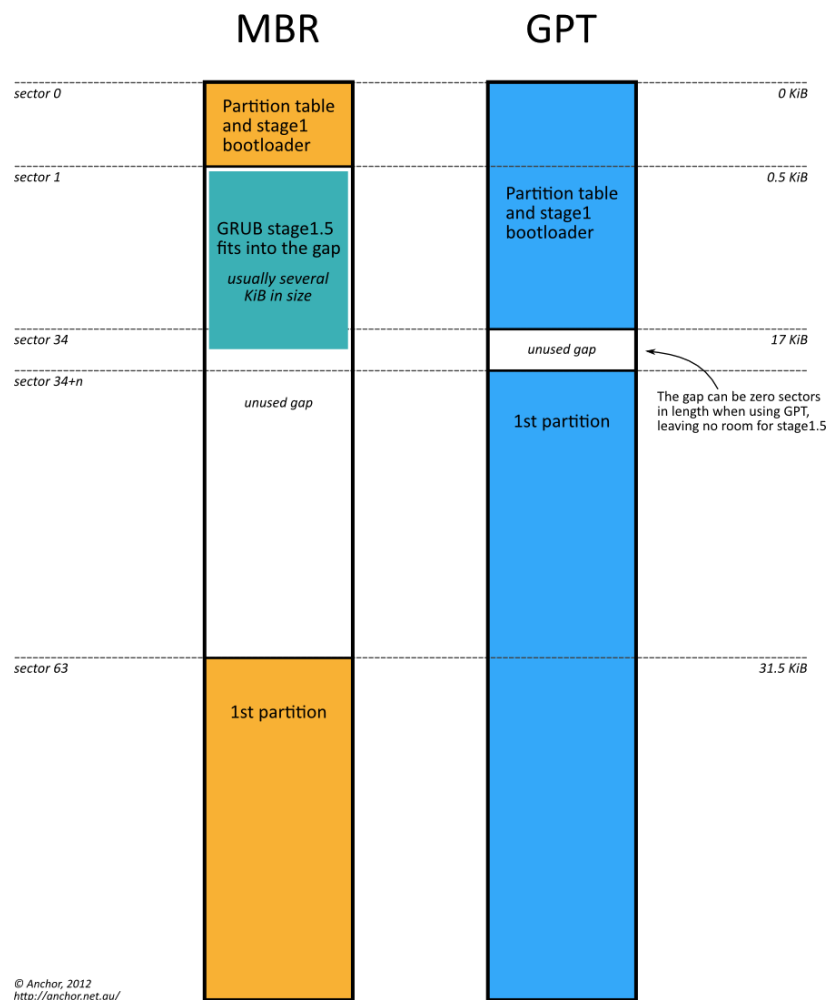 MBR
GPT
sector 0
0 KiB
Partition table
and stage1
bootloader
sector 1
0.5 KiB
GRUB stage1.5
fits into the gap
usually several
KiB in size
Partition table
and stage1
bootloader
sector 34
17 KiB
unused gap
sector 34+n
The gap can be zero sectors
in length when using GPT,
leaving no room for stage1.5
unused gap
1st partition
sector 63
31.5 KiB
1st partition
© Anchor, 2012
http://anchor.net.au/